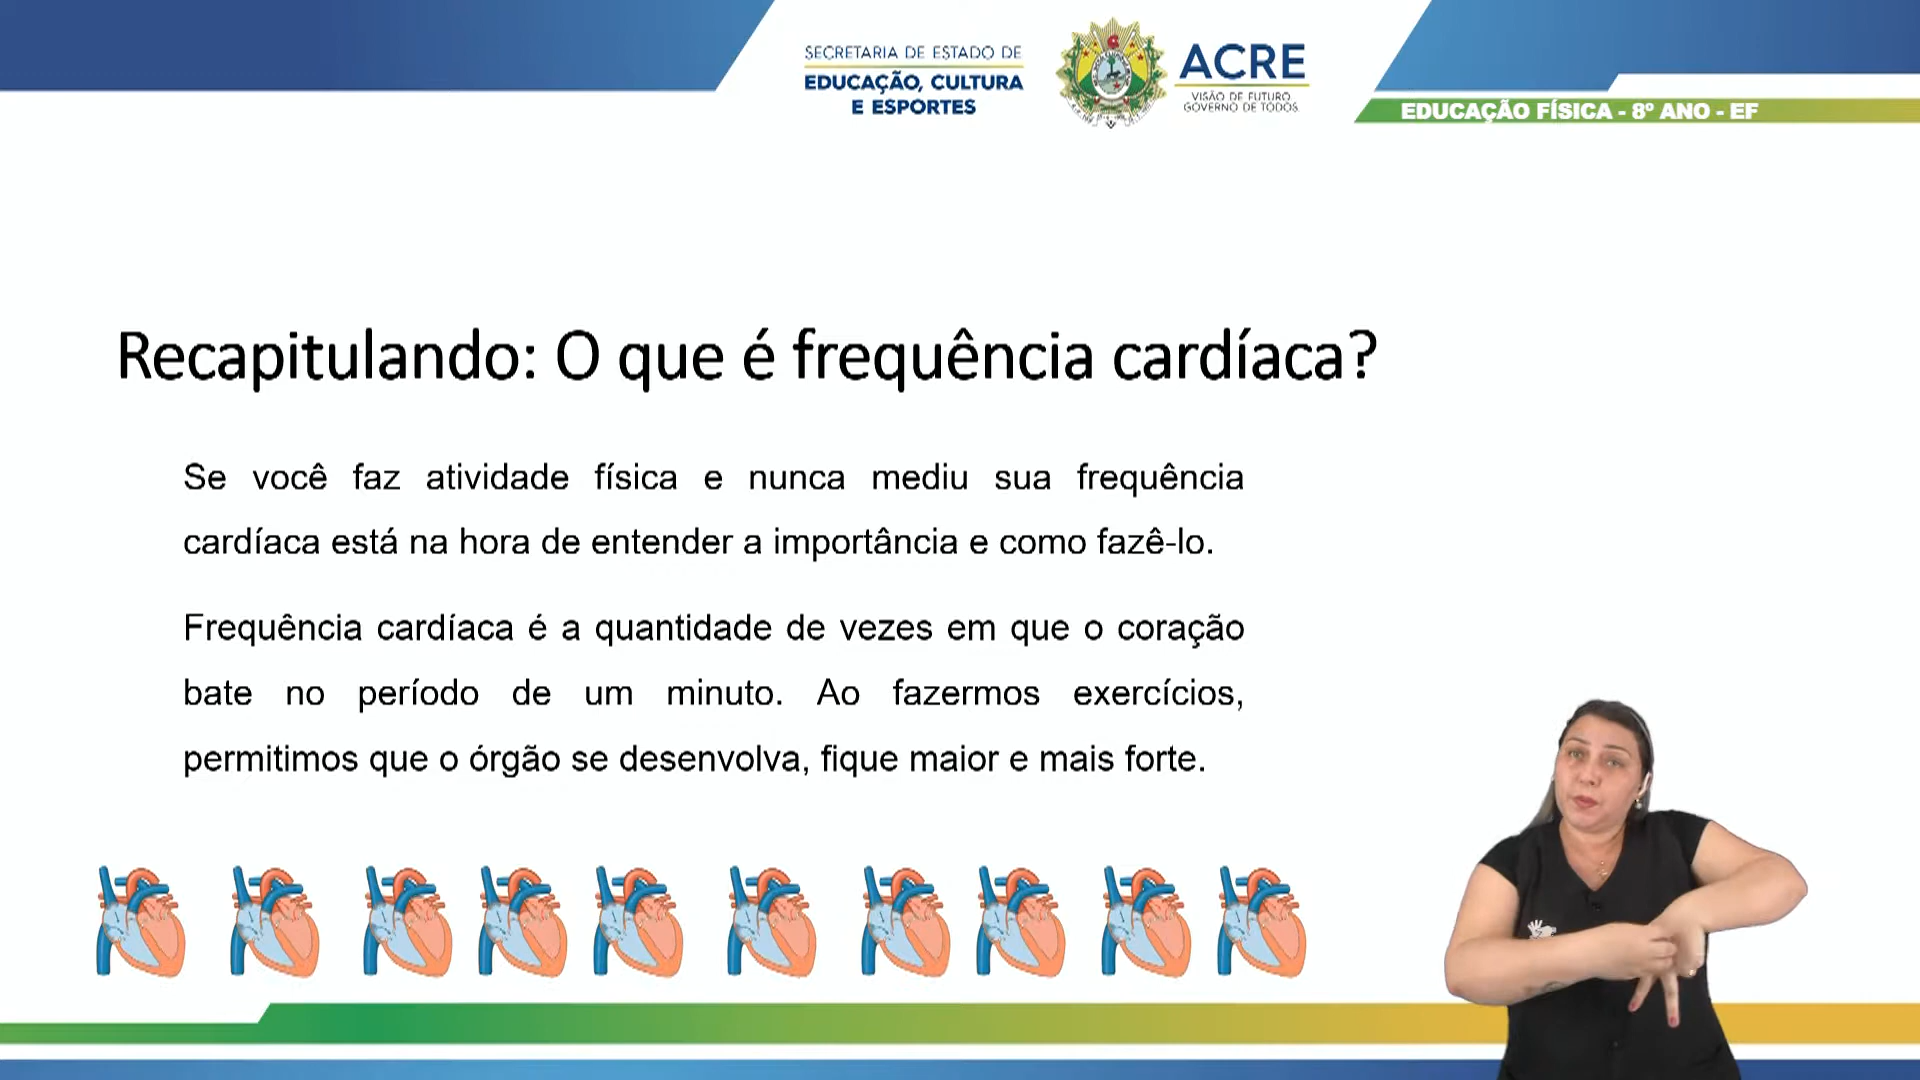 SECRETARIA DE ESTADO DE
EDUCAÇÃO, CULTURA
E ESPORTES
ACRE
VISÃO DE FUTURO
GOVERNO DE TODOS
EDUCAÇÃO FÍSICA - 8º ANO - EF
Recapitulando: O que é frequência cardíaca?
Se você faz atividade física e nunca mediu sua frequência
cardíaca está na hora de entender a importância e como fazê-lo.
Frequência cardíaca é a quantidade de vezes em que o coração
bate no período de um minuto. Ao fazermos exercícios,
permitimos que o órgão se desenvolva, fique maior e mais forte.